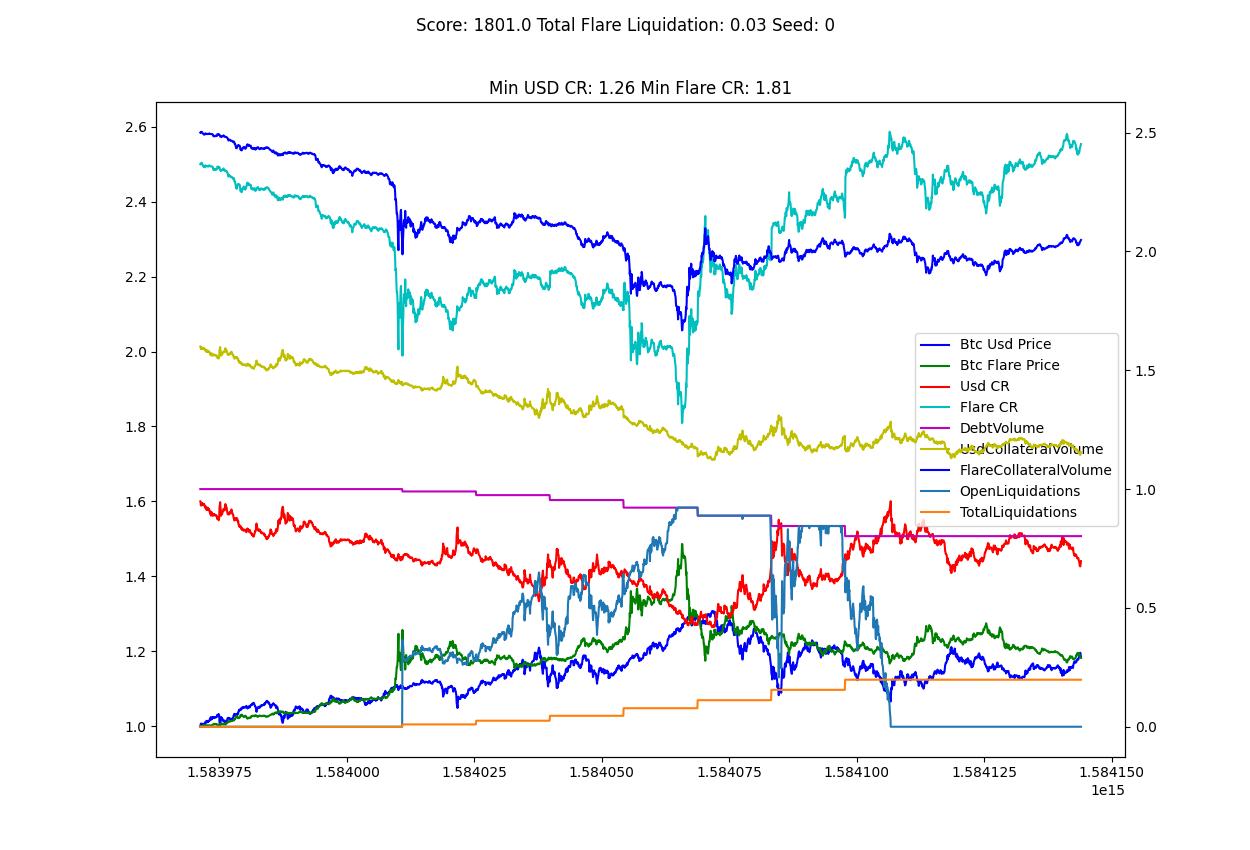 Score: 1801.0 Total Flare Liquidation: 0.03 Seed: 0
Min USD CR: 1.26 Min Flare CR: 1.81
2.6
2.4
2.2
2.0
1.8
1.6
1.4
1.2
1.0
2.5
2.0
1.5
1.0
0.5
0.0
Btc Usd Price
Btc Flare Price
Usd CR
Flare CR
DebtVolume
UsdCollateralVolume
FlareCollateralVolume
OpenLiquidations
TotalLiquidations
1.583975 1.584000 1.584025 1.584050 1.584075 1.584100 1.584125 1.584150
1e15